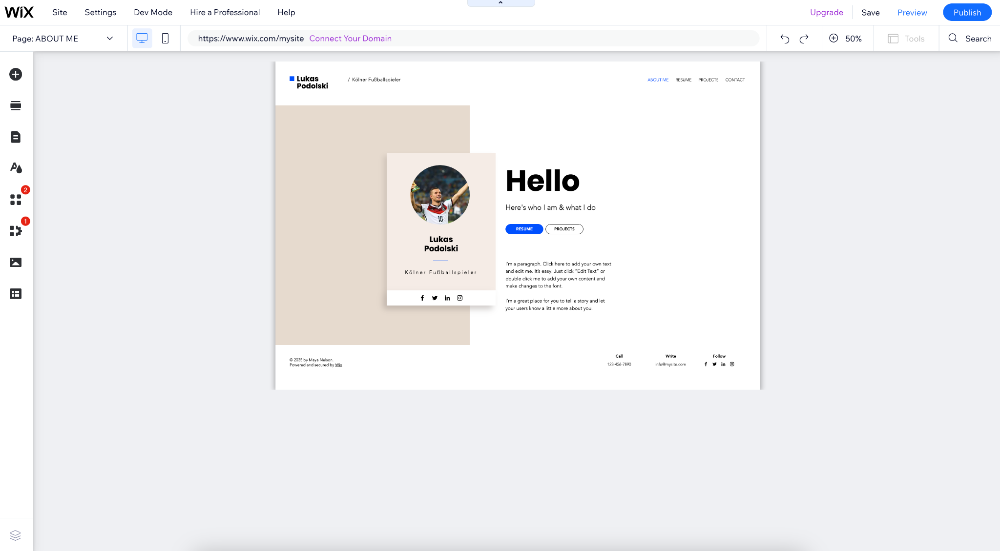 WiX
Site
Settings
Dev Mode
Hire a Professional
Help
Upgrade
Save
Preview
Publish
Page: ABOUT ME
https://www.wix.com/mysite
Connect Your Domain
50%
Tools
Search
2
1
Lukas
Podolski
/ Kölner Fußballspieler
ABOUT ME
RESUME
PROJECTS
CONTACT
10
Lukas
Podolski
Kölner Fußballspieler
Hello
Here's who I am & what I do
RESUME
PROJECTS
I'm a paragraph. Click here to add your own text
and edit me. It’s easy. Just click “Edit Text” or
double click me to add your own content and
make changes to the font.
I’m a great place for you to tell a story and let
your users know a little more about you.
© 2035 by Maya Nelson.
Powered and secured by Wix
Call
123-456-7890
Write
info@mysite.com
Follow